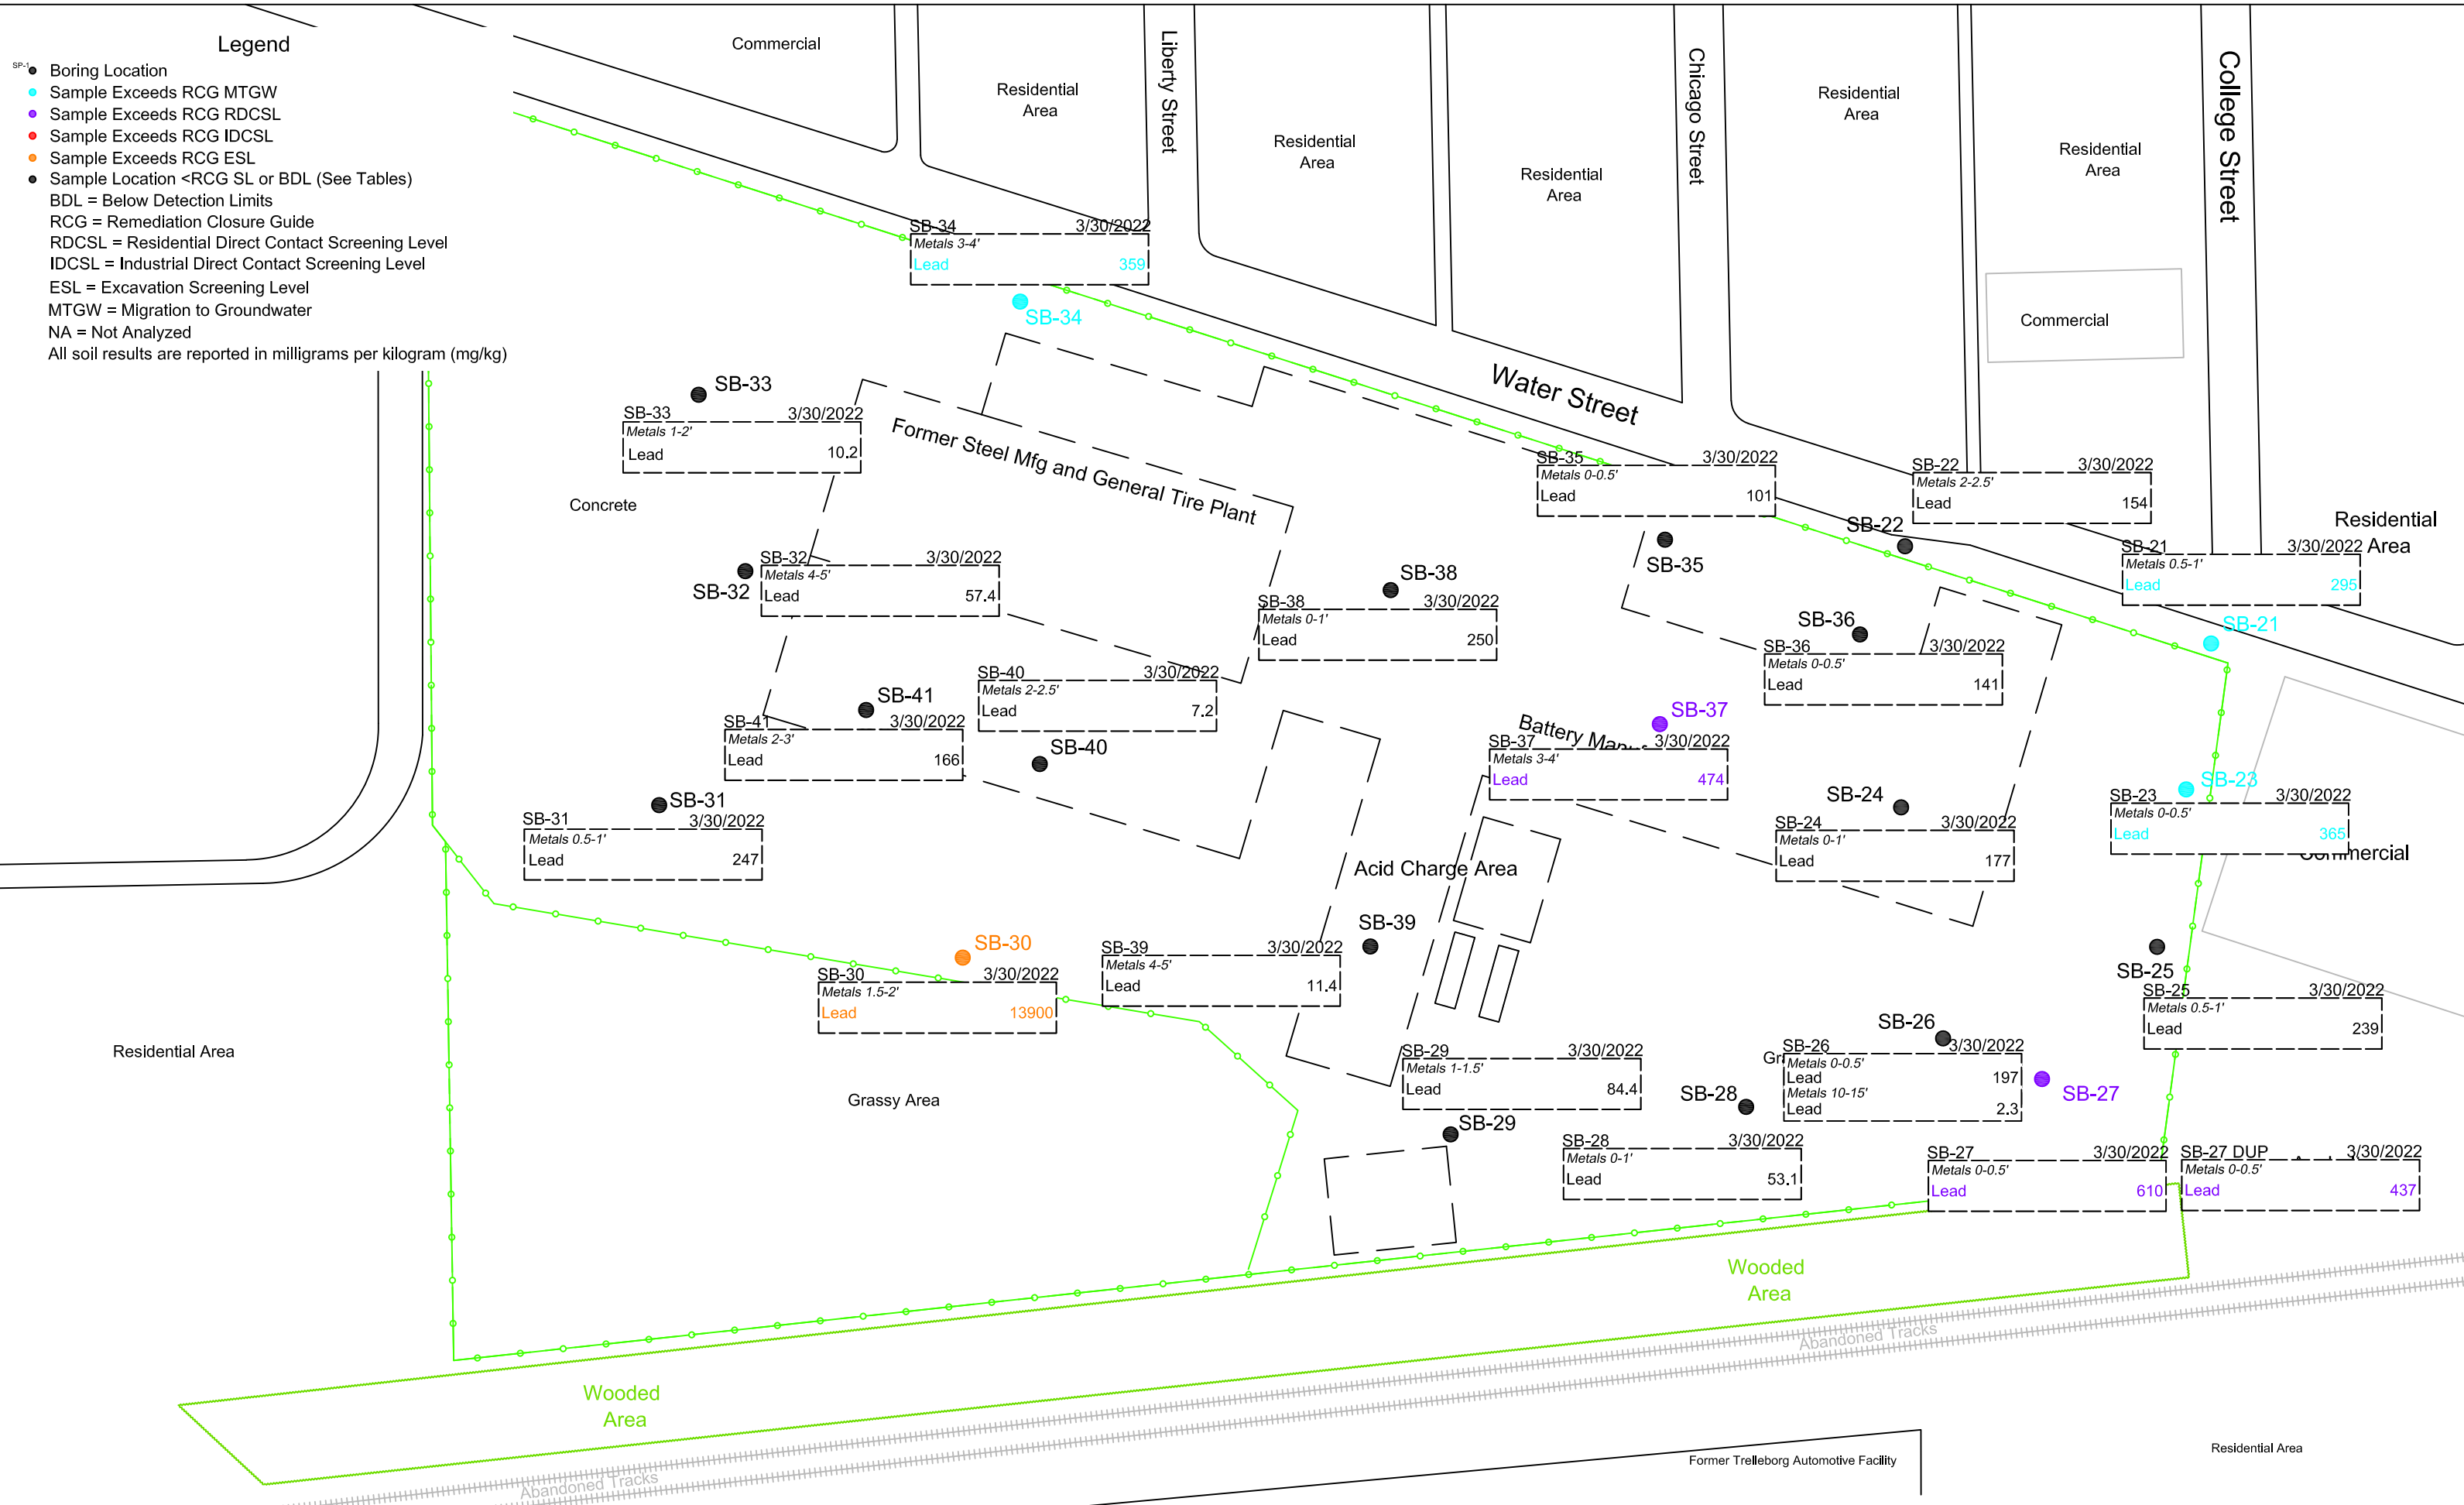 Legend
SP-1
Boring Location
Sample Exceeds RCG MTGW
Sample Exceeds RCG RDCSL
Sample Exceeds RCG IDCSL
Sample Exceeds RCG ESL
Sample Location <RCG SL or BDL (See Tables)
BDL = Below Detection Limits
RCG = Remediation Closure Guide
RDCSL = Residential Direct Contact Screening Level
IDCSL = Industrial Direct Contact Screening Level
ESL = Excavation Screening Level
MTGW = Migration to Groundwater
NA = Not Analyzed
All soil results are reported in milligrams per kilogram (mg/kg)
Commercial
Residential
Area
Liberty Street
Residential
Area
Residential
Area
Chicago Street
Residential
Area
Residential
Area
College Street
Commercial
Water Street
Residential
Area
SB-34 3/30/2022
Metals 3-4'
Lead 359
SB-34
SB-33
SB-33 3/30/2022
Metals 1-2'
Lead 10.2
Former Steel Mfg and General Tire Plant
Concrete
SB-35 3/30/2022
Metals 0-0.5'
Lead 101
SB-35
SB-22 3/30/2022
Metals 2-2.5'
Lead 154
SB-22
SB-21 3/30/2022
Metals 0.5-1'
Lead 295
SB-21
SB-32 3/30/2022
Metals 4-5'
Lead 57.4
SB-32
SB-38
SB-38 3/30/2022
Metals 0-1'
Lead 250
SB-36
SB-36 3/30/2022
Metals 0-0.5'
Lead 141
SB-40 3/30/2022
Metals 2-2.5'
Lead 7.2
SB-40
SB-41
SB-41 3/30/2022
Metals 2-3'
Lead 166
SB-37
Battery
SB-37 3/30/2022
Metals 3-4'
Lead 474
SB-23
SB-23 3/30/2022
Metals 0-0.5'
Lead 365
Commercial
SB-24
SB-24 3/30/2022
Metals 0-1'
Lead 177
SB-31
SB-31 3/30/2022
Metals 0.5-1'
Lead 247
Acid Charge Area
SB-39
SB-39 3/30/2022
Metals 4-5'
Lead 11.4
SB-30
SB-30 3/30/2022
Metals 1.5-2'
Lead 13900
SB-25
SB-25 3/30/2022
Metals 0.5-1'
Lead 239
SB-26
SB-26 3/30/2022
Metals 0-0.5'
Lead 197
Metals 10-15'
Lead 2.3
SB-27
Residential Area
Grassy Area
SB-29 3/30/2022
Metals 1-1.5'
Lead 84.4
SB-29
SB-28
SB-28 3/30/2022
Metals 0-1'
Lead 53.1
SB-27 3/30/2022
Metals 0-0.5'
Lead 610
SB-27 DUP 3/30/2022
Metals 0-0.5'
Lead 437
Wooded
Area
Abandoned Tracks
Wooded
Area
Abandoned Tracks
Former Trelleborg Automotive Facility
Residential Area